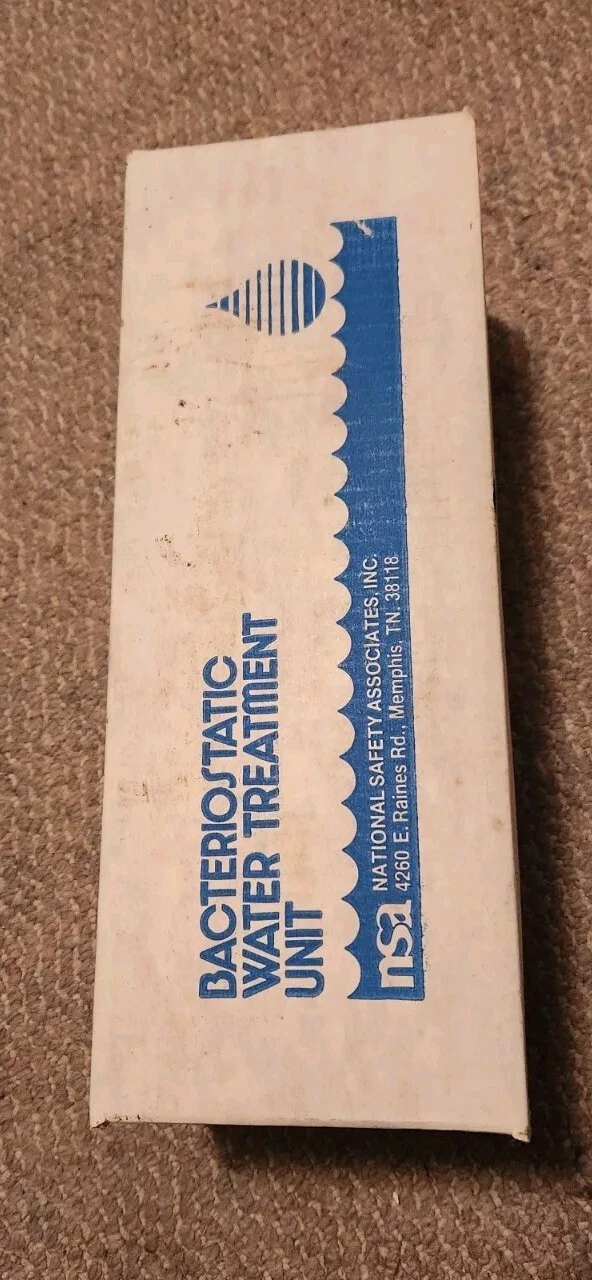 BACTERIOSTATIC
WATER TREATMENT
UNIT
nsa
NATIONAL SAFETY ASSOCIATES, INC.
4260 E. Raines Rd., Memphis, TN. 38118